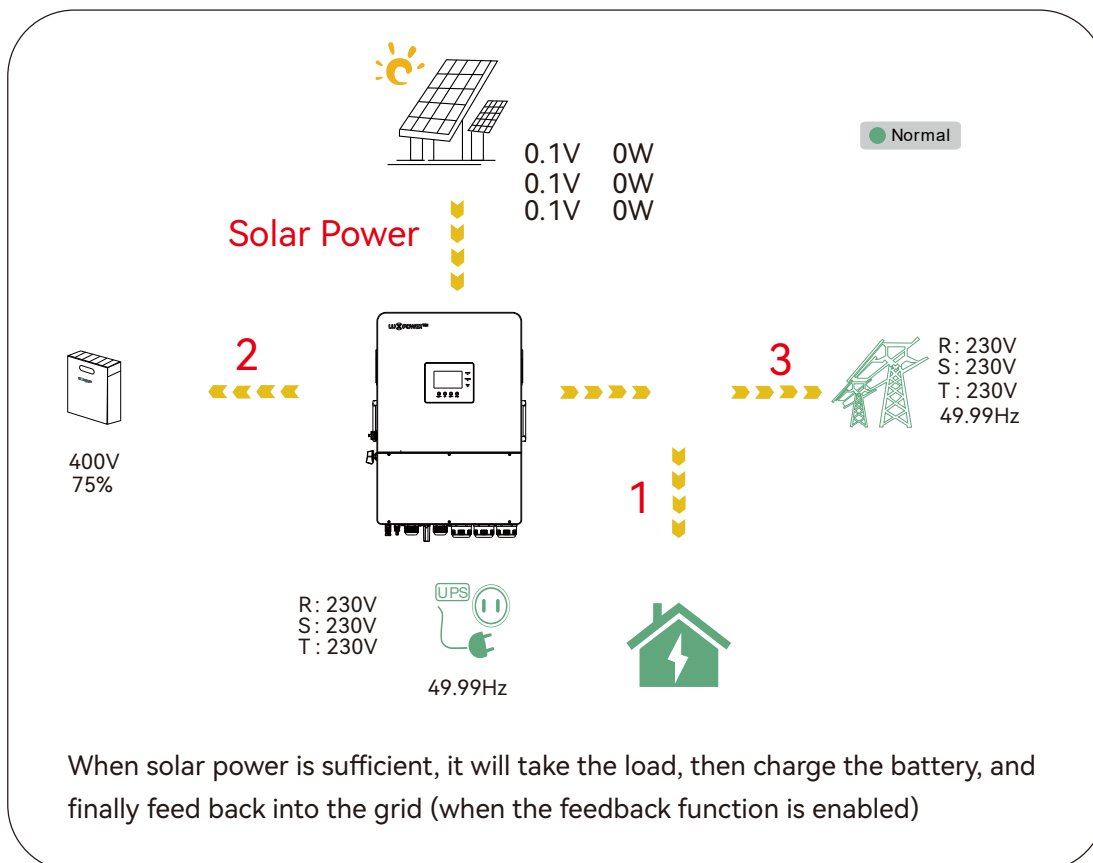 0.1V 0W
0.1V 0W
0.1V 0W
Normal
Solar Power
LUXPOWER
2
3
R: 230V
S: 230V
T: 230V
49.99Hz
400V
75%
1
UPS
R: 230V
S: 230V
T: 230V
49.99Hz
When solar power is sufficient, it will take the load, then charge the battery, and
finally feed back into the grid (when the feedback function is enabled)